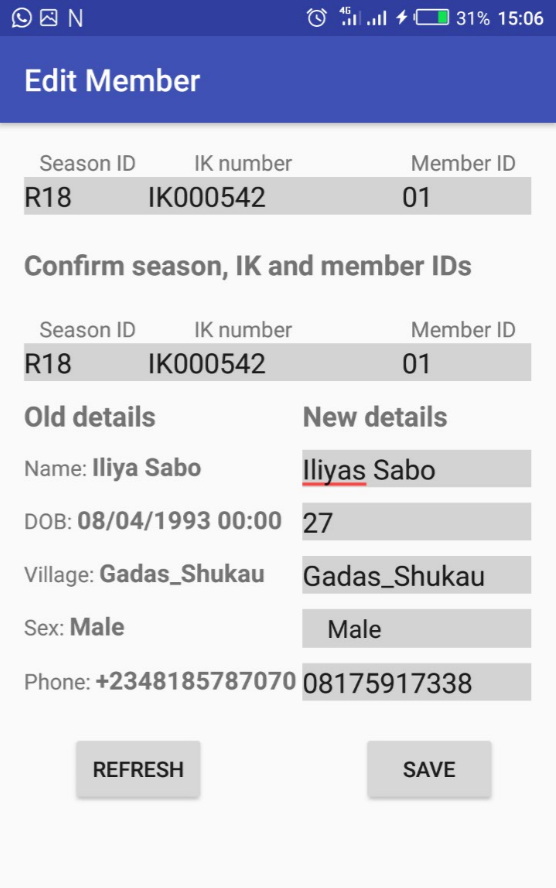 4G 31% 15:06
Edit Member
Season ID IK number Member ID
R18 IK000542 01
Confirm season, IK and member IDs
Season ID IK number Member ID
R18 IK000542 01
Old details New details
Name: Iliya Sabo Iliyas Sabo
DOB: 08/04/1993 00:00 27
Village: Gadas_Shukau Gadas_Shukau
Sex: Male Male
Phone: +2348185787070 08175917338
REFRESH SAVE